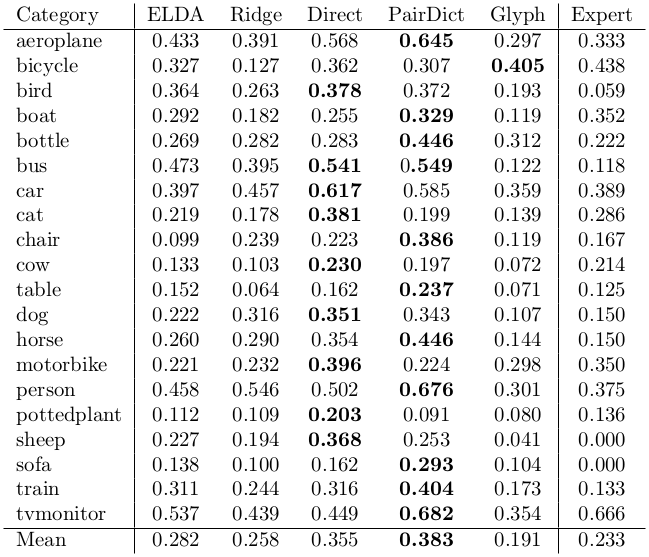 Category ELDA Ridge Direct PairDict Glyph Expert
aeroplane 0.433 0.391 0.568 0.645 0.297 0.333
bicycle 0.327 0.127 0.362 0.307 0.405 0.438
bird 0.364 0.263 0.378 0.372 0.193 0.059
boat 0.292 0.182 0.255 0.329 0.119 0.352
bottle 0.269 0.282 0.283 0.446 0.312 0.222
bus 0.473 0.395 0.541 0.549 0.122 0.118
car 0.397 0.457 0.617 0.585 0.359 0.389
cat 0.219 0.178 0.381 0.199 0.139 0.286
chair 0.099 0.239 0.223 0.386 0.119 0.167
cow 0.133 0.103 0.230 0.197 0.072 0.214
table 0.152 0.064 0.162 0.237 0.071 0.125
dog 0.222 0.316 0.351 0.343 0.107 0.150
horse 0.260 0.290 0.354 0.446 0.144 0.150
motorbike 0.221 0.232 0.396 0.224 0.298 0.350
person 0.458 0.546 0.502 0.676 0.301 0.375
pottedplant 0.112 0.109 0.203 0.091 0.080 0.136
sheep 0.227 0.194 0.368 0.253 0.041 0.000
sofa 0.138 0.100 0.162 0.293 0.104 0.000
train 0.311 0.244 0.316 0.404 0.173 0.133
tvmonitor 0.537 0.439 0.449 0.682 0.354 0.666
Mean 0.282 0.258 0.355 0.383 0.191 0.233